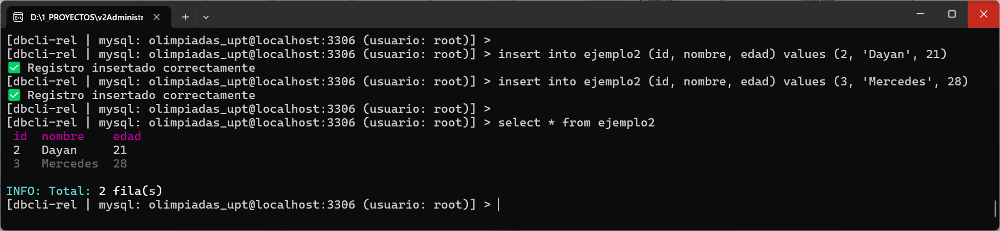 D:\1_PROYECTOS\v2Administr
[dbcli-rel | mysql: olimpiadas_upt@localhost:3306 (usuario: root)] >
[dbcli-rel | mysql: olimpiadas_upt@localhost:3306 (usuario: root)] > insert into ejemplo2 (id, nombre, edad) values (2, 'Dayan', 21)
✅ Registro insertado correctamente
[dbcli-rel | mysql: olimpiadas_upt@localhost:3306 (usuario: root)] > insert into ejemplo2 (id, nombre, edad) values (3, 'Mercedes', 28)
✅ Registro insertado correctamente
[dbcli-rel | mysql: olimpiadas_upt@localhost:3306 (usuario: root)] >
[dbcli-rel | mysql: olimpiadas_upt@localhost:3306 (usuario: root)] > select * from ejemplo2
id nombre edad
2 Dayan 21
3 Mercedes 28
INFO: Total: 2 fila(s)
[dbcli-rel | mysql: olimpiadas_upt@localhost:3306 (usuario: root)] >